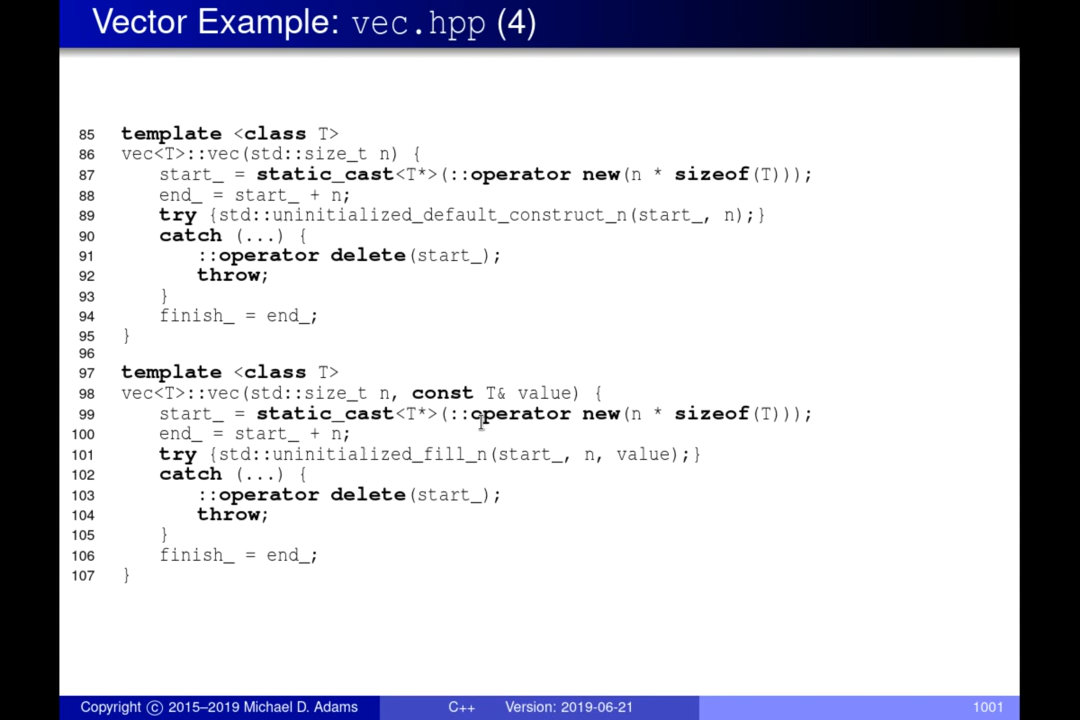 Vector Example: vec.hpp (4)
85 template <class T>
86 vec<T>::vec(std::size_t n) {
87 start_ = static_cast<T*>(::operator new(n * sizeof(T)));
88 end_ = start_ + n;
89 try {std::uninitialized_default_construct_n(start_, n);}
90 catch (...) {
91 ::operator delete(start_);
92 throw;
93 }
94 finish_ = end_;
95 }
96
97 template <class T>
98 vec<T>::vec(std::size_t n, const T& value) {
99 start_ = static_cast<T*>(::operator new(n * sizeof(T)));
100 end_ = start_ + n;
101 try {std::uninitialized_fill_n(start_, n, value);}
102 catch (...) {
103 ::operator delete(start_);
104 throw;
105 }
106 finish_ = end_;
107 }
Copyright © 2015–2019 Michael D. Adams C++ Version: 2019-06-21 1001